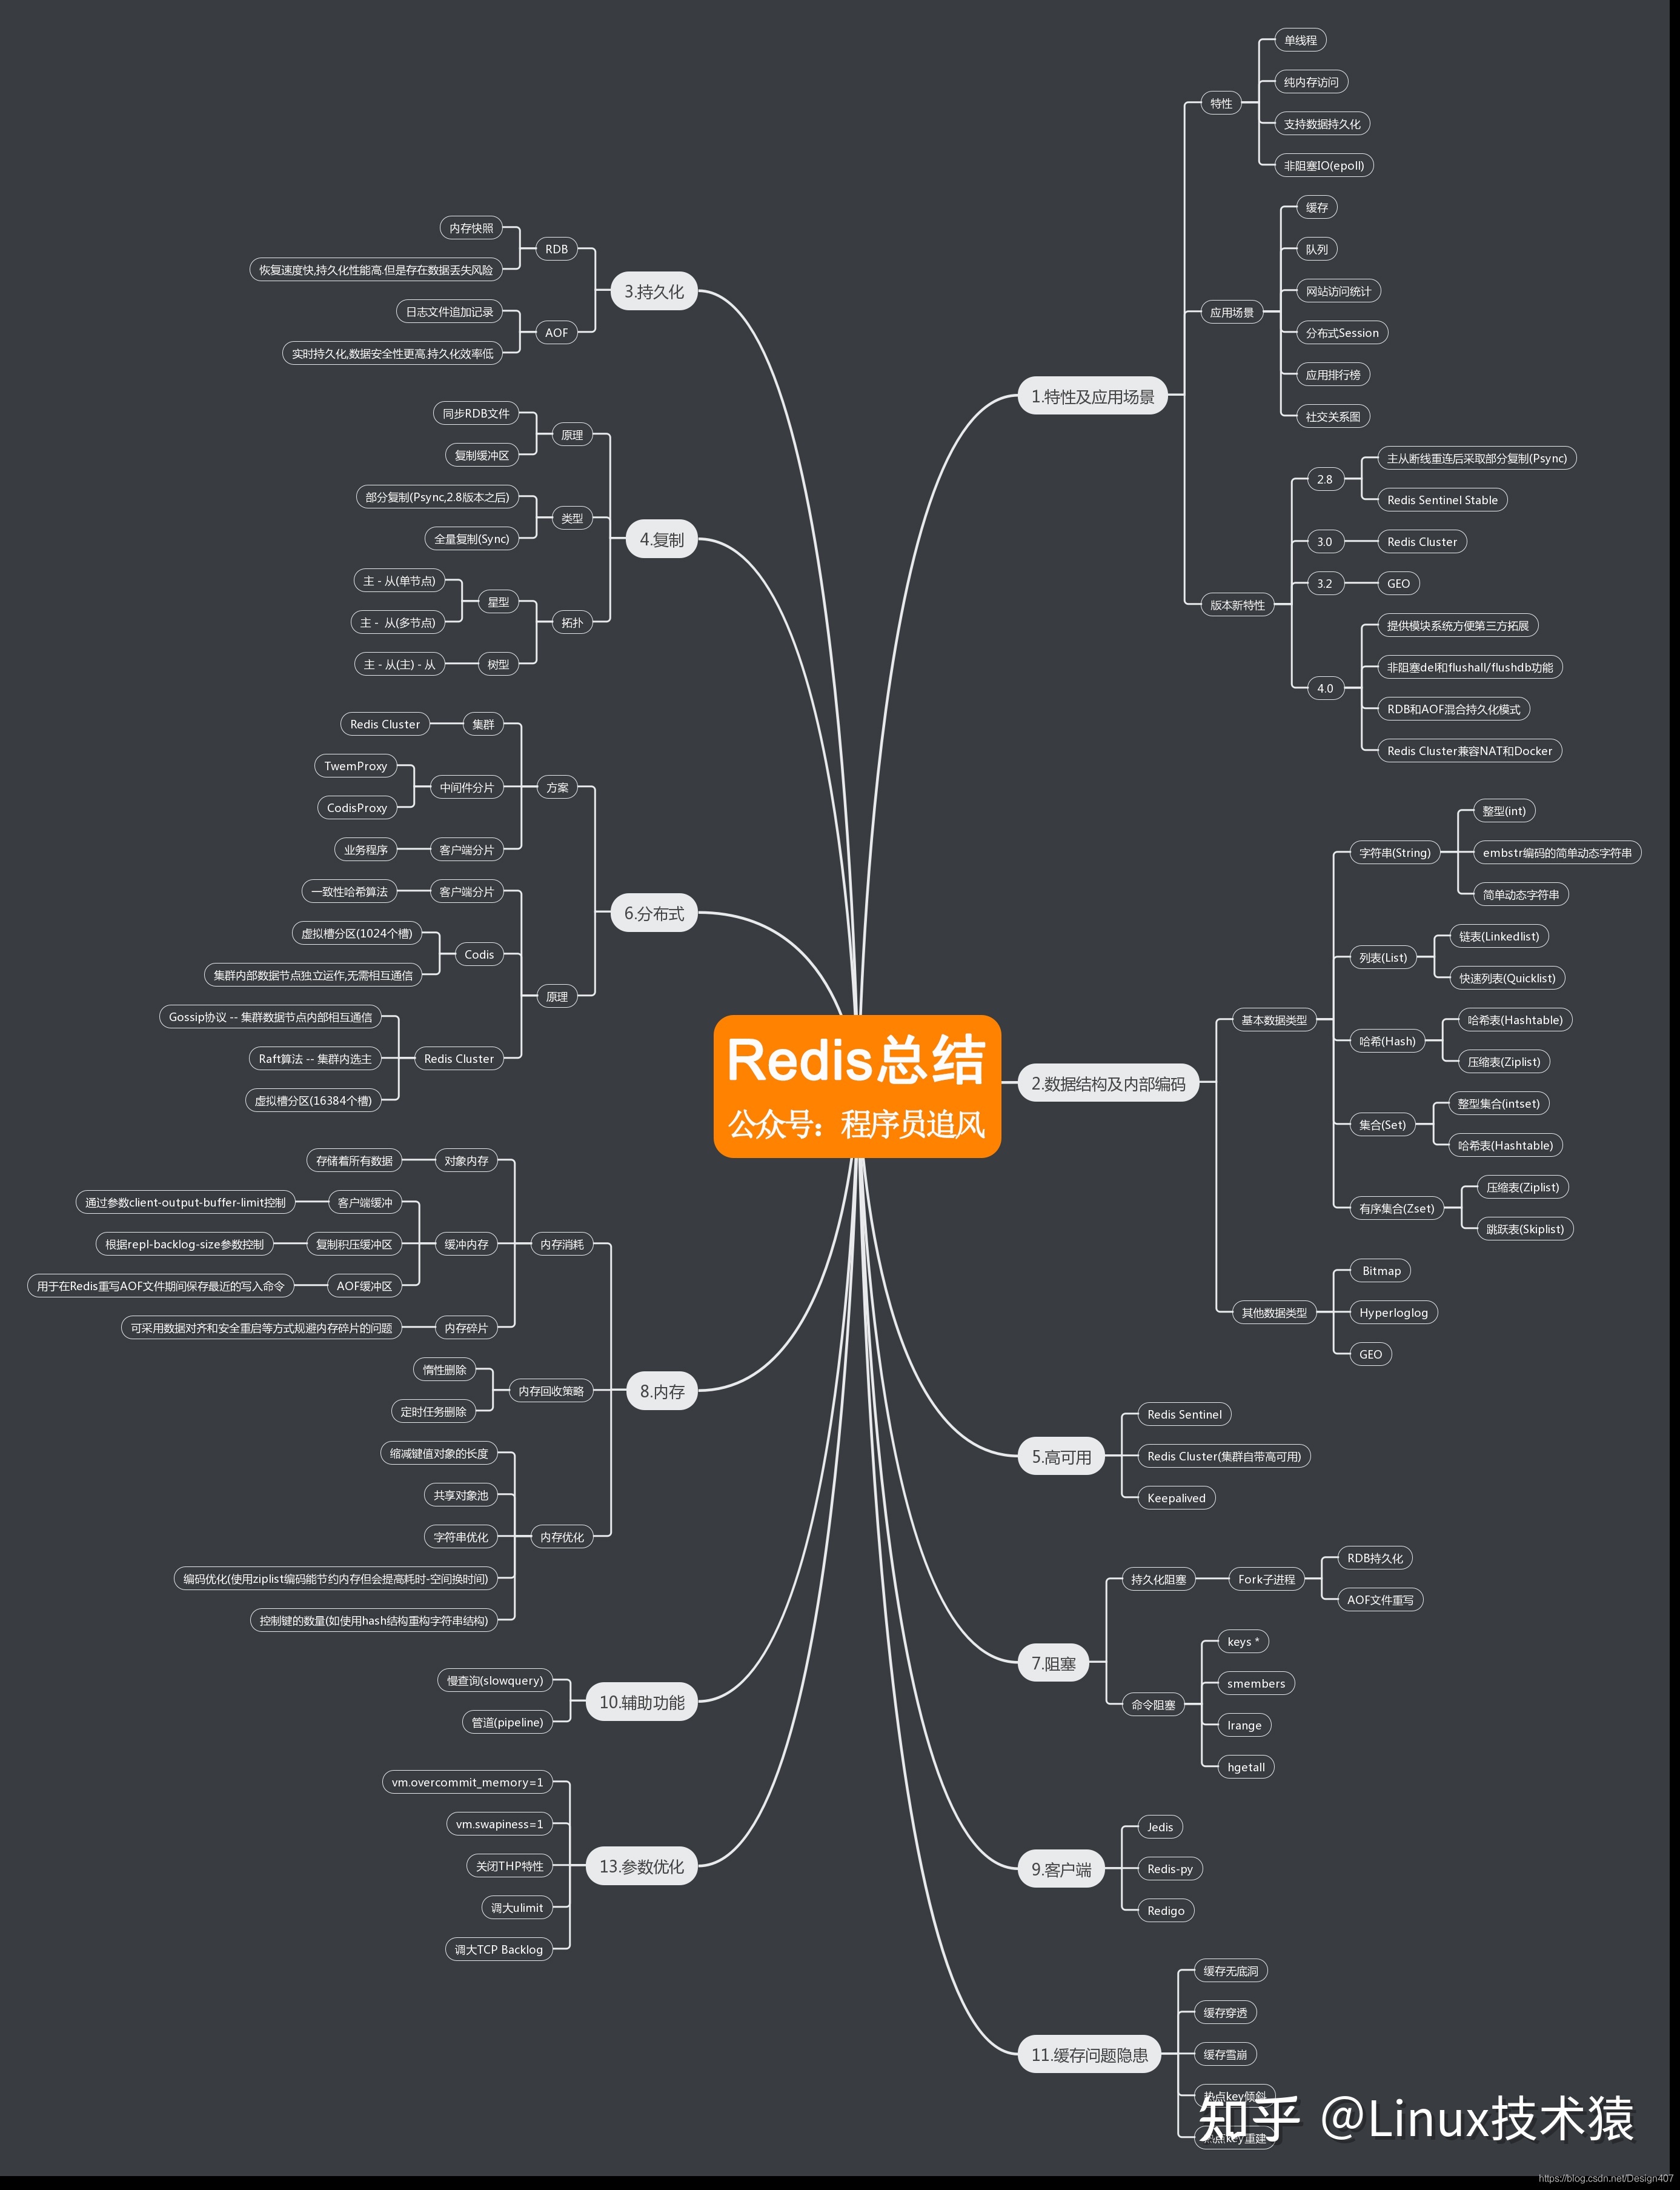 Redis总结
公众号：程序员追风
1.特性及应用场景
特性
单线程
纯内存访问
支持数据持久化
非阻塞IO(epoll)
应用场景
缓存
队列
网站访问统计
分布式Session
应用排行榜
社交关系图
版本新特性
2.8
主从断线重连后采取部分复制(Psync)
Redis Sentinel Stable
3.0
Redis Cluster
3.2
GEO
4.0
提供模块系统方便第三方拓展
非阻塞del和flushall/flushdb功能
RDB和AOF混合持久化模式
Redis Cluster兼容NAT和Docker
2.数据结构及内部编码
基本数据类型
字符串(String)
整型(int)
embstr编码的简单动态字符串
简单动态字符串
列表(List)
链表(Linkedlist)
快速列表(Quicklist)
哈希(Hash)
哈希表(Hashtable)
压缩表(Ziplist)
集合(Set)
整型集合(intset)
哈希表(Hashtable)
有序集合(Zset)
压缩表(Ziplist)
跳跃表(Skiplist)
其他数据类型
Bitmap
Hyperloglog
GEO
3.持久化
RDB
内存快照
恢复速度快,持久化性能高.但是存在数据丢失风险
AOF
日志文件追加记录
实时持久化,数据安全性更高.持久化效率低
4.复制
原理
同步RDB文件
复制缓冲区
类型
部分复制(Psync,2.8版本之后)
全量复制(Sync)
拓扑
星型
主 - 从(单节点)
主 - 从(多节点)
树型
主 - 从(主) - 从
5.高可用
Redis Sentinel
Redis Cluster(集群自带高可用)
Keepalived
6.分布式
方案
集群
Redis Cluster
中间件分片
TwemProxy
CodisProxy
客户端分片
业务程序
原理
客户端分片
一致性哈希算法
Codis
虚拟槽分区(1024个槽)
集群内部数据节点独立运作,无需相互通信
Redis Cluster
Gossip协议 -- 集群数据节点内部相互通信
Raft算法 -- 集群内选主
虚拟槽分区(16384个槽)
7.阻塞
持久化阻塞
Fork子进程
RDB持久化
AOF文件重写
命令阻塞
keys *
smembers
lrange
hgetall
8.内存
内存消耗
对象内存
存储着所有数据
缓冲内存
客户端缓冲
通过参数client-output-buffer-limit控制
复制积压缓冲区
根据repl-backlog-size参数控制
AOF缓冲区
用于在Redis重写AOF文件期间保存最近的写入命令
内存碎片
可采用数据对齐和安全重启等方式规避内存碎片的问题
内存回收策略
惰性删除
定时任务删除
内存优化
缩减键值对象的长度
共享对象池
字符串优化
编码优化(使用ziplist编码能节约内存但会提高耗时-空间换时间)
控制键的数量(如使用hash结构重构字符串结构)
9.客户端
Jedis
Redis-py
Redigo
10.辅助功能
慢查询(slowquery)
管道(pipeline)
11.缓存问题隐患
缓存无底洞
缓存穿透
缓存雪崩
热点key倾斜
热点key重建
13.参数优化
vm.overcommit_memory=1
vm.swapiness=1
关闭THP特性
调大ulimit
调大TCP Backlog
知乎 @Linux技术猿
https://blog.csdn.net/Design407